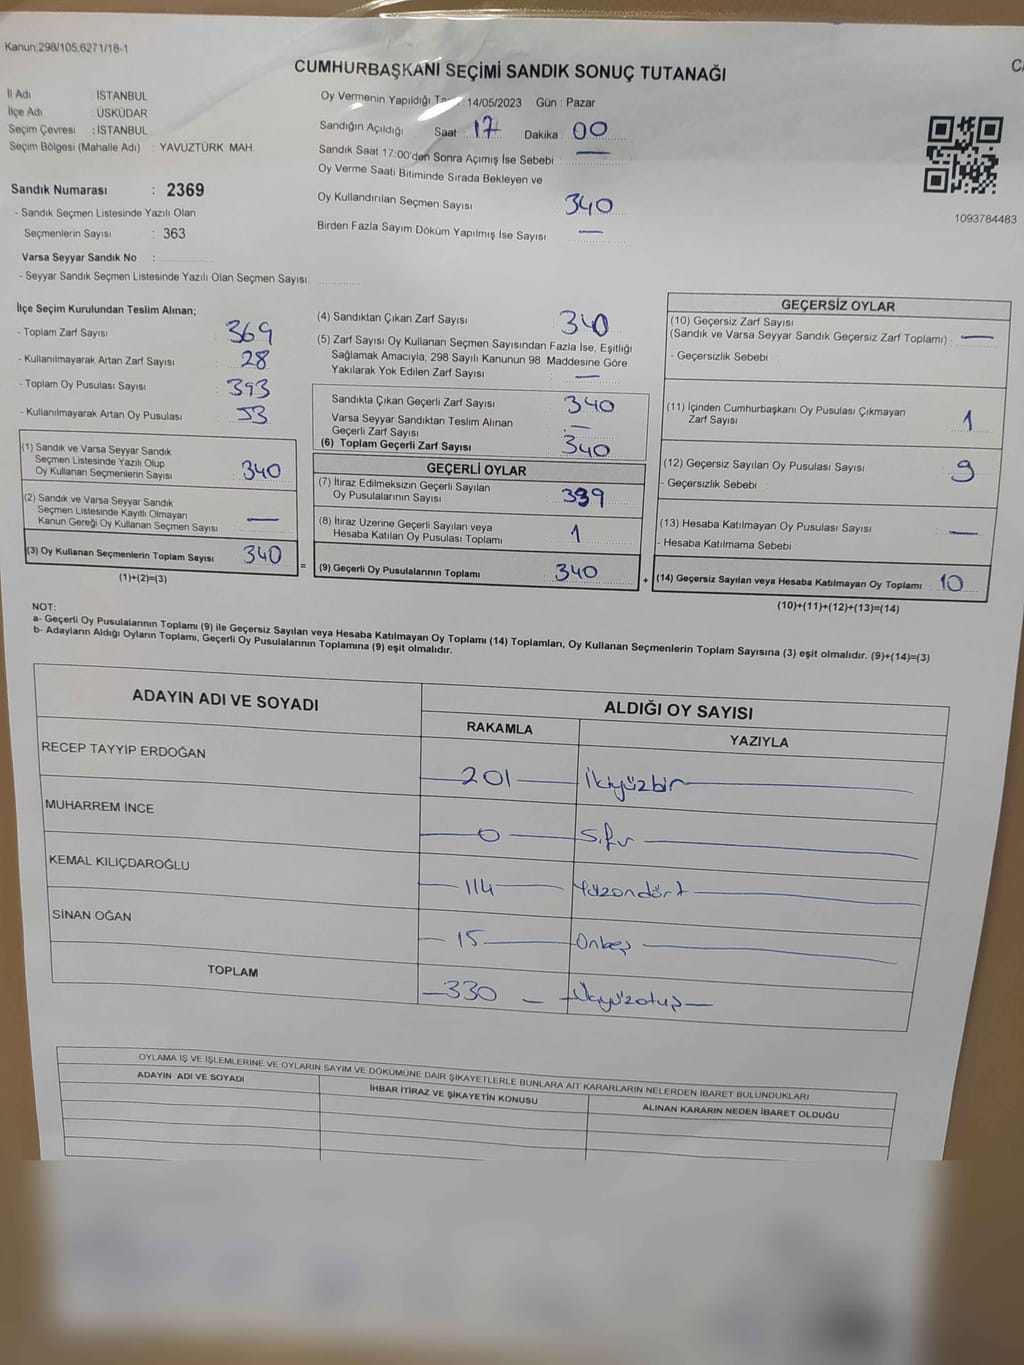 Kanun;298/105;6271/18-1
CUMHURBAŞKANI SEÇİMİ SANDIK SONUÇ TUTANAĞI
İl Adı : İSTANBUL
İlçe Adı : ÜSKÜDAR
Seçim Çevresi : İSTANBUL
Seçim Bölgesi (Mahalle Adı) : YAVUZTÜRK MAH.
Sandık Numarası : 2369
- Sandık Seçmen Listesinde Yazılı Olan
Seçmenlerin Sayısı : 363
Varsa Seyyar Sandık No :
- Seyyar Sandık Seçmen Listesinde Yazılı Olan Seçmen Sayısı:
Oy Vermenin Yapıldığı : 14/05/2023 Gün : Pazar
Sandığın Açıldığı Saat : 17 Dakika : 00
Sandık Saat 17:00'den Sonra Açımış İse Sebebi : —
Oy Verme Saati Bitiminde Sırada Bekleyen ve
Oy Kullandırılan Seçmen Sayısı 340
Birden Fazla Sayım Döküm Yapılmış İse Sayısı : —
1093784483
İlçe Seçim Kurulundan Teslim Alınan;
- Toplam Zarf Sayısı : 369
- Kullanılmayarak Artan Zarf Sayısı : 28
- Toplam Oy Pusulası Sayısı : 393
- Kullanılmayarak Artan Oy Pusulası : 53
(1) Sandık ve Varsa Seyyar Sandık
Seçmen Listesinde Yazılı Olup
Oy Kullanan Seçmenlerin Sayısı : 340
(2) Sandık ve Varsa Seyyar Sandık
Seçmen Listesinde Kayıtlı Olmayan
Kanun Gereği Oy Kullanan Seçmen Sayısı : —
(3) Oy Kullanan Seçmenlerin Toplam Sayısı : 340
(1)+(2)=(3)
=
(4) Sandıktan Çıkan Zarf Sayısı : 340
(5) Zarf Sayısı Oy Kullanan Seçmen Sayısından Fazla İse, Eşitliği
Sağlamak Amacıyla, 298 Sayılı Kanunun 98. Maddesine Göre
Yakılarak Yok Edilen Zarf Sayısı : —
Sandıkta Çıkan Geçerli Zarf Sayısı : 340
Varsa Seyyar Sandıktan Teslim Alınan
Geçerli Zarf Sayısı : —
(6) Toplam Geçerli Zarf Sayısı : 340
GEÇERLİ OYLAR
(7) İtiraz Edilmeksizin Geçerli Sayılan
Oy Pusulalarının Sayısı : 339
(8) İtiraz Üzerine Geçerli Sayılan veya
Hesaba Katılan Oy Pusulası Toplamı : 1
(9) Geçerli Oy Pusulalarının Toplamı : 340
+
GEÇERSİZ OYLAR
(10) Geçersiz Zarf Sayısı
(Sandık ve Varsa Seyyar Sandık Geçersiz Zarf Toplamı) : —
- Geçersizlik Sebebi :
(11) İçinden Cumhurbaşkanı Oy Pusulası Çıkmayan
Zarf Sayısı : 1
(12) Geçersiz Sayılan Oy Pusulası Sayısı : 9
- Geçersizlik Sebebi :
(13) Hesaba Katılmayan Oy Pusulası Sayısı : —
- Hesaba Katılmama Sebebi :
(14) Geçersiz Sayılan veya Hesaba Katılmayan Oy Toplamı : 10
(10)+(11)+(12)+(13)=(14)
NOT:
a- Geçerli Oy Pusulalarının Toplamı (9) ile Geçersiz Sayılan veya Hesaba Katılmayan Oy Toplamı (14) Toplamları, Oy Kullanan Seçmenlerin Toplam Sayısına (3) eşit olmalıdır. (9)+(14)=(3)
b- Adayların Aldığı Oyların Toplamı, Geçerli Oy Pusulalarının Toplamına (9) eşit olmalıdır.
ADAYIN ADI VE SOYADI
ALDIĞI OY SAYISI
RAKAMLA YAZIYLA
RECEP TAYYİP ERDOĞAN 201 İkiyüzbir
MUHARREM İNCE 0 Sıfır
KEMAL KILIÇDAROĞLU 114 Yüzondört
SİNAN OĞAN 15 Onbeş
TOPLAM 330 Üçyüzotuz
OYLAMA İŞ VE İŞLEMLERİNE VE OYLARIN SAYIM VE DÖKÜMÜNE DAİR ŞİKAYETLERLE BUNLARA AİT KARARLARIN NELERDEN İBARET BULUNDUKLARI
ADAYIN ADI VE SOYADI
İHBAR İTİRAZ VE ŞİKAYETİN KONUSU
ALINAN KARARIN NEDEN İBARET OLDUĞU